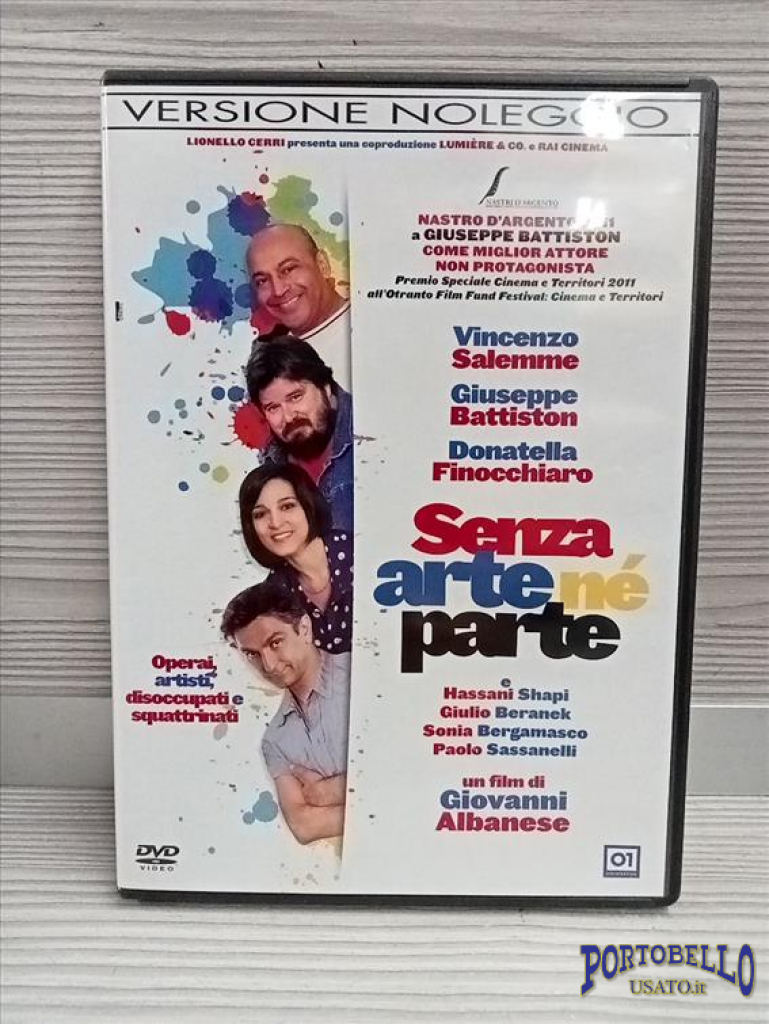 VERSIONE NOLEGGIO
LIONELLO CERRI presenta una coproduzione LUMIÈRE & CO. e RAI CINEMA
NASTRI D'ARGENTO
NASTRO D'ARGENTO
a GIUSEPPE BATTISTON
COME MIGLIOR ATTORE
NON PROTAGONISTA
Premio Speciale Cinema e Territori 2011
all'Otranto Film Fund Festival: Cinema e Territori
Vincenzo
Salemme
Giuseppe
Battiston
Donatella
Finocchiaro
Senza
arte né
parte
Operai,
artisti,
disoccupati e
squattrinati
e
Hassani Shapi
Giulio Beranek
Sonia Bergamasco
Paolo Sassanelli
un film di
Giovanni
Albanese
DVD
VIDEO
01
PORTOBELLO
USATO.it